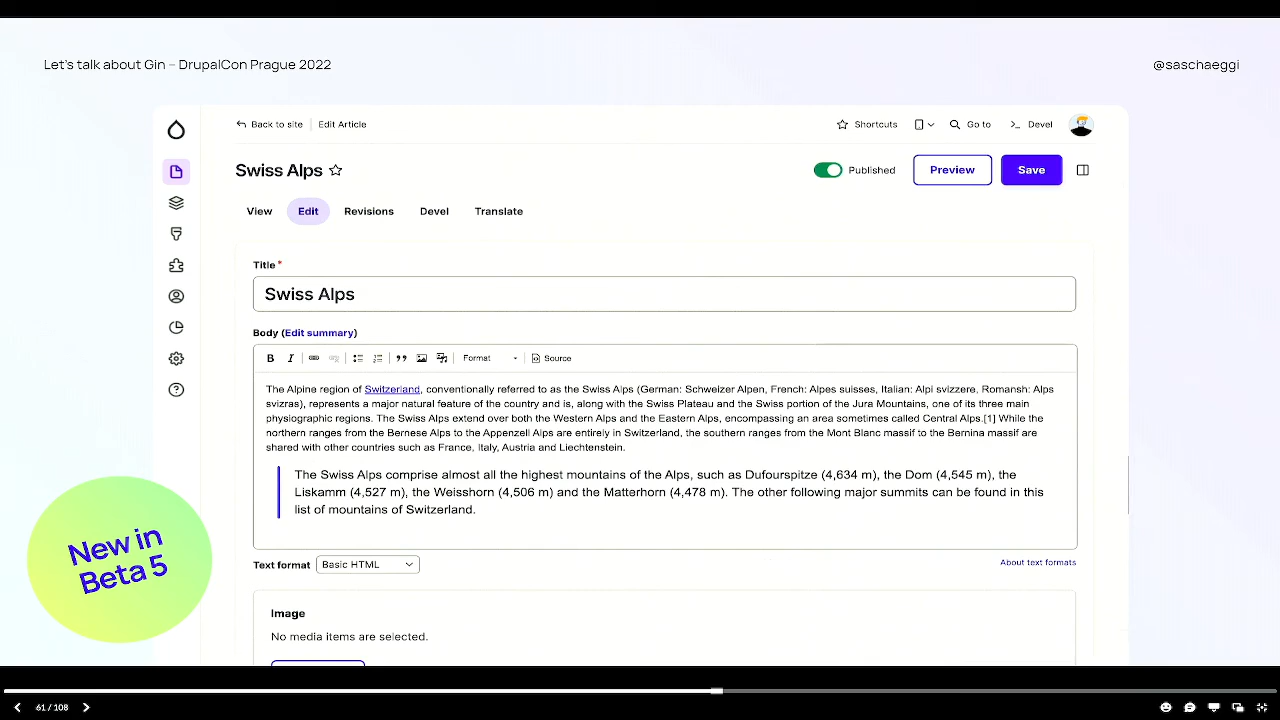 Let's talk about Gin – DrupalCon Prague 2022
@saschaeggi
Back to site
Edit Article
Shortcuts
Go to
Devel
Swiss Alps
Published
Preview
Save
View
Edit
Revisions
Devel
Translate
Title *
Swiss Alps
Body (Edit summary)
B I
Format
Source
The Alpine region of Switzerland, conventionally referred to as the Swiss Alps (German: Schweizer Alpen, French: Alpes suisses, Italian: Alpi svizzere, Romansh: Alps
svizras), represents a major natural feature of the country and is, along with the Swiss Plateau and the Swiss portion of the Jura Mountains, one of its three main
physiographic regions. The Swiss Alps extend over both the Western Alps and the Eastern Alps, encompassing an area sometimes called Central Alps.[1] While the
northern ranges from the Bernese Alps to the Appenzell Alps are entirely in Switzerland, the southern ranges from the Mont Blanc massif to the Bernina massif are
shared with other countries such as France, Italy, Austria and Liechtenstein.
The Swiss Alps comprise almost all the highest mountains of the Alps, such as Dufourspitze (4,634 m), the Dom (4,545 m), the
Liskamm (4,527 m), the Weisshorn (4,506 m) and the Matterhorn (4,478 m). The other following major summits can be found in this
list of mountains of Switzerland.
Text format
Basic HTML
About text formats
Image
No media items are selected.
New in
Beta 5
61 / 108